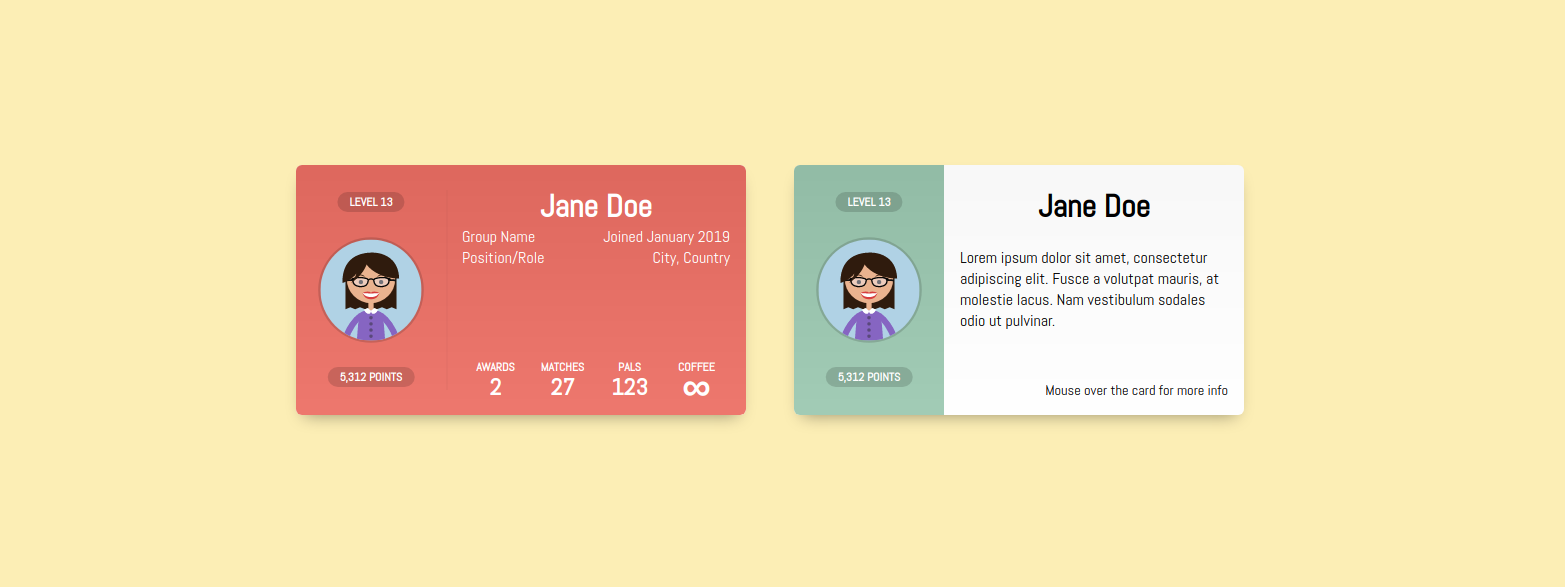 LEVEL 13
5,312 POINTS
Jane Doe
Group Name Joined January 2019
Position/Role City, Country
AWARDS MATCHES PALS COFFEE
2 27 123 ∞
LEVEL 13
5,312 POINTS
Jane Doe
Lorem ipsum dolor sit amet, consectetur
adipiscing elit. Fusce a volutpat mauris, at
molestie lacus. Nam vestibulum sodales
odio ut pulvinar.
Mouse over the card for more info